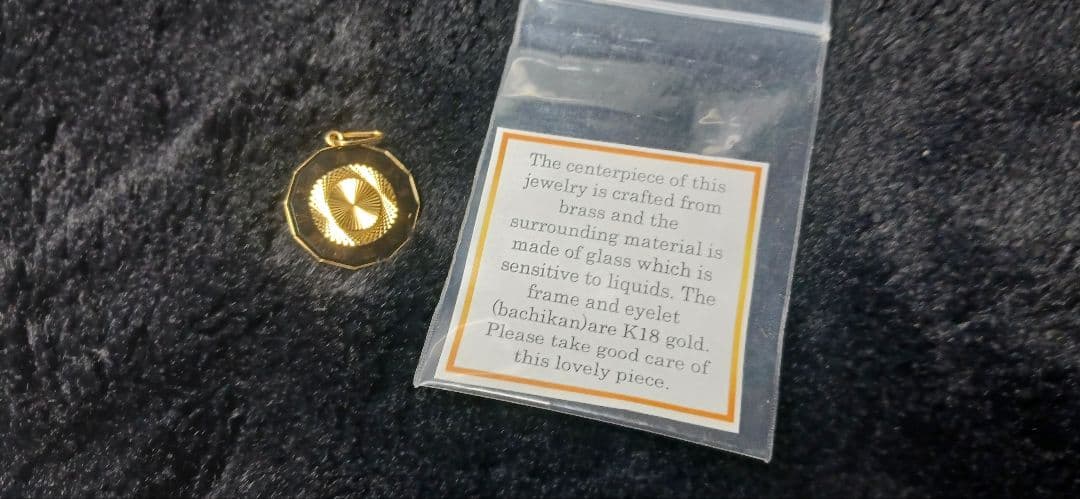 The centerpiece of this
jewelry is crafted from
brass and the
surrounding material is
made of glass which is
sensitive to liquids. The
frame and eyelet
(bachikan)are K18 gold.
Please take good care of
this lovely piece.